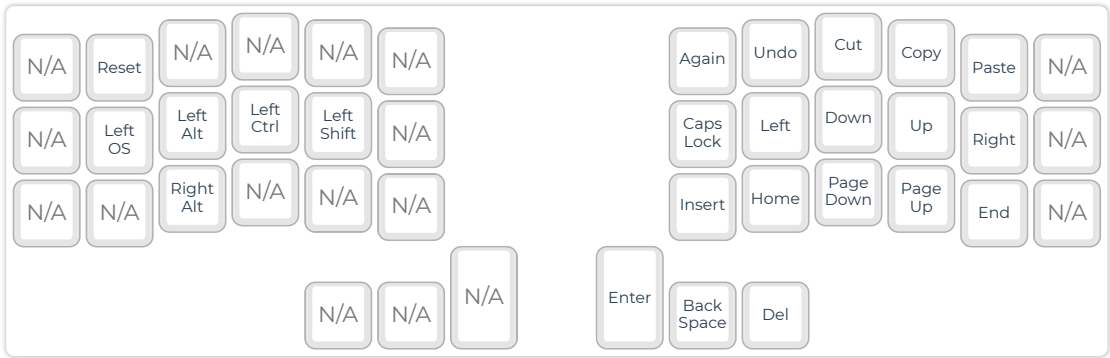 N/A Reset N/A N/A N/A N/A Again Undo Cut Copy Paste N/A
N/A Left OS Left Alt Left Ctrl Left Shift N/A Caps Lock Left Down Up Right N/A
N/A N/A Right Alt N/A N/A N/A Insert Home Page Down Page Up End N/A
N/A N/A N/A Enter Back Space Del